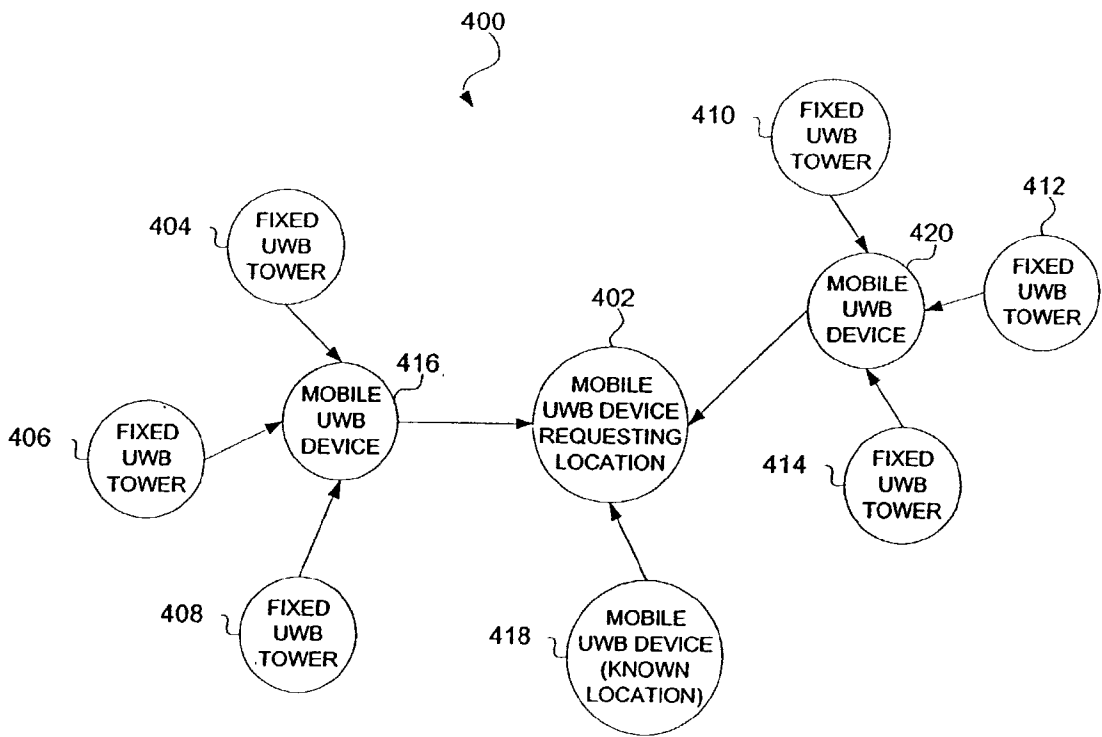 400
410
FIXED
UWB
TOWER
412
FIXED
UWB
TOWER
404
FIXED
UWB
TOWER
420
MOBILE
UWB
DEVICE
402
MOBILE
UWB DEVICE
REQUESTING
LOCATION
416
MOBILE
UWB
DEVICE
406
FIXED
UWB
TOWER
414
FIXED
UWB
TOWER
408
FIXED
UWB
TOWER
418
MOBILE
UWB DEVICE
(KNOWN
LOCATION)